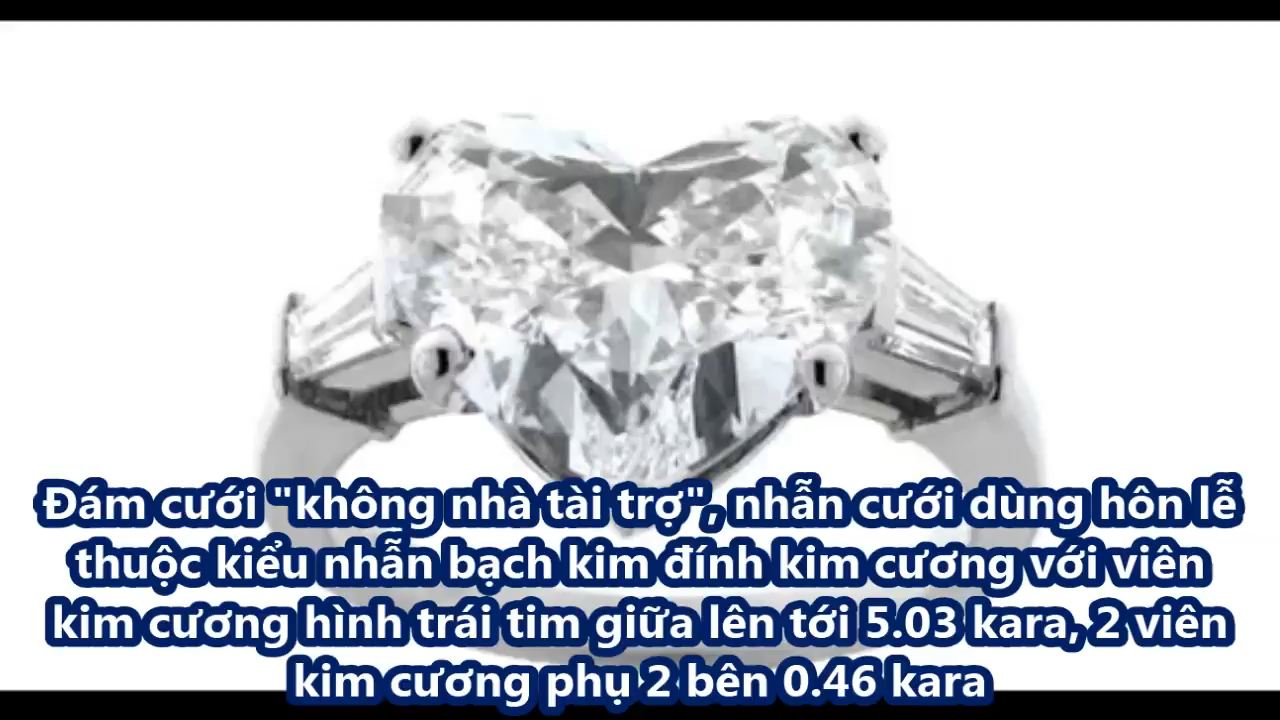 Đám cưới "không nhà tài trợ", nhẫn cưới dùng hôn lễ
thuộc kiểu nhẫn bạch kim đính kim cương với viên
kim cương hình trái tim giữa lên tới 5.03 kara, 2 viên
kim cương phụ 2 bên 0.46 kara